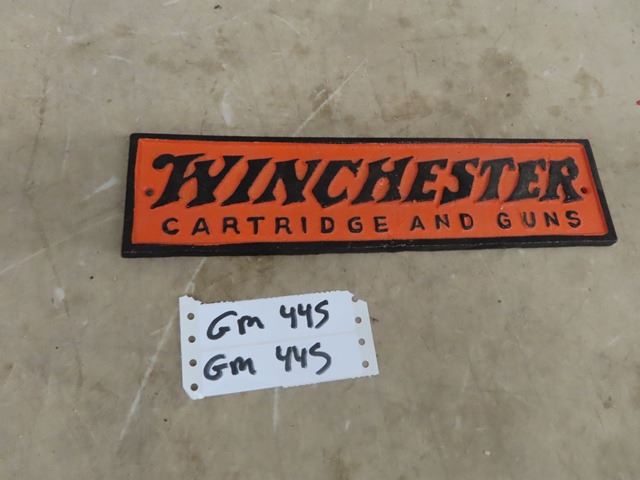 WINCHESTER
CARTRIDGE AND GUNS
Gm 445
Gm 445